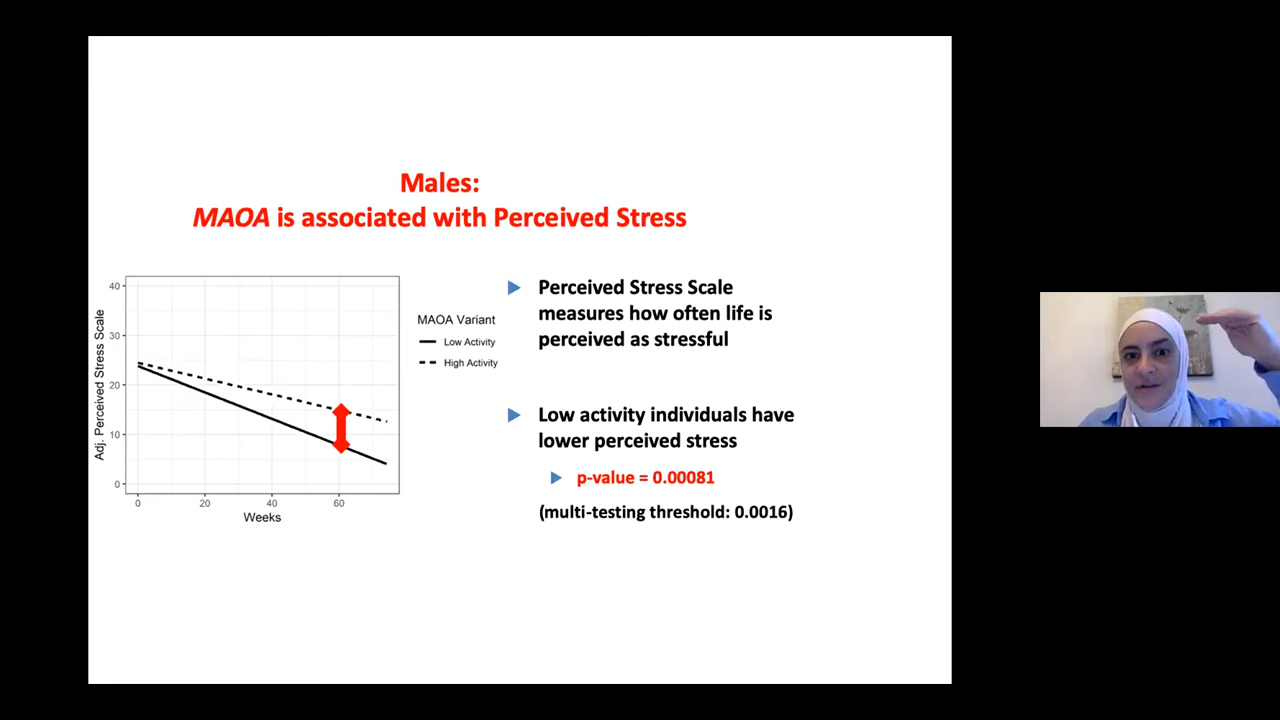 Males:
MAOA is associated with Perceived Stress
Adj. Perceived Stress Scale
40
30
20
10
0
0 20 40 60
Weeks
MAOA Variant
Low Activity
High Activity
Perceived Stress Scale
measures how often life is
perceived as stressful
Low activity individuals have
lower perceived stress
p-value = 0.00081
(multi-testing threshold: 0.0016)